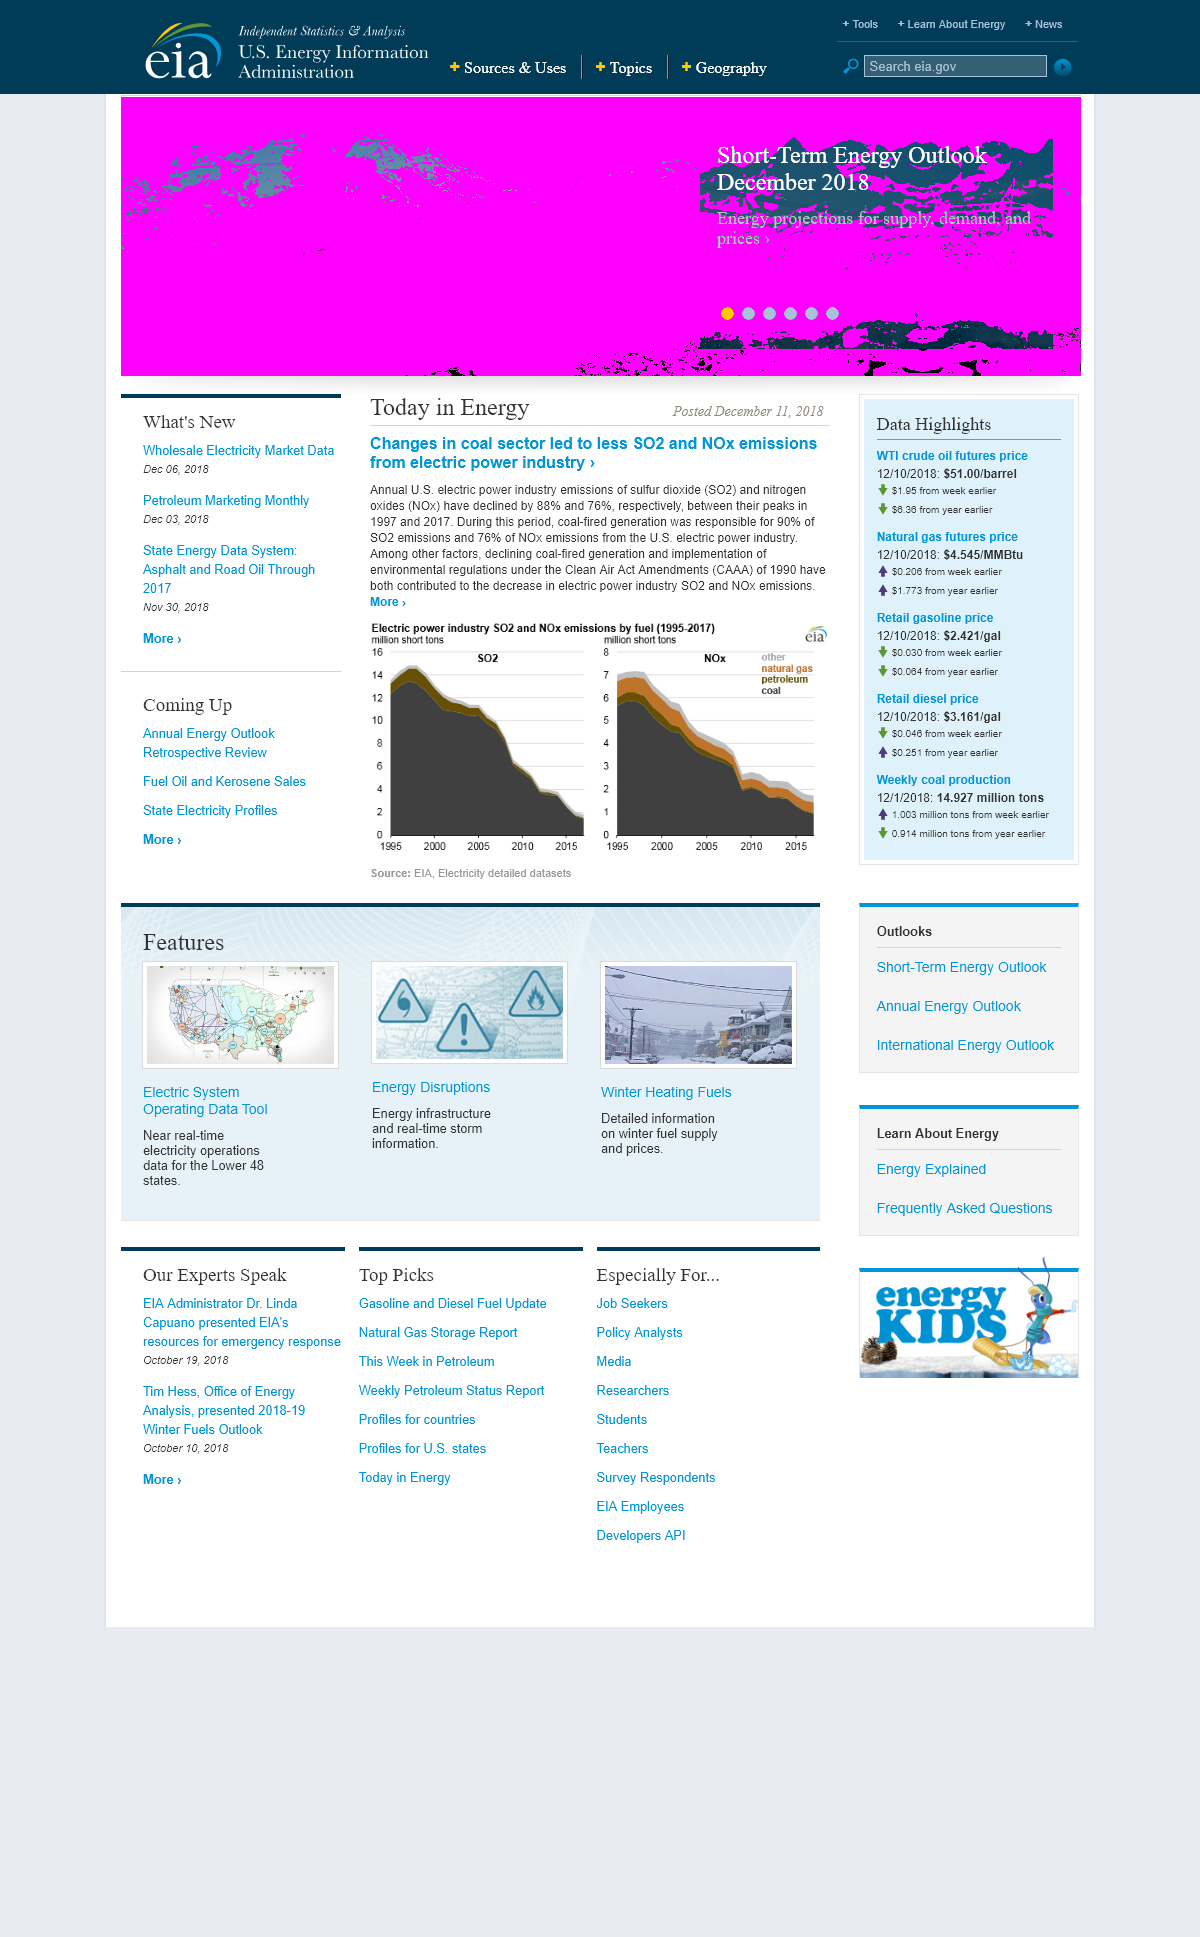 + Tools + Learn About Energy + News
eia
Independent Statistics & Analysis
U.S. Energy Information
Administration
+ Sources & Uses + Topics + Geography
Search eia.gov
Short-Term Energy Outlook
December 2018
Energy projections for supply, demand, and
prices ›
What's New
Wholesale Electricity Market Data
Dec 06, 2018
Petroleum Marketing Monthly
Dec 03, 2018
State Energy Data System:
Asphalt and Road Oil Through
2017
Nov 30, 2018
More ›
Coming Up
Annual Energy Outlook
Retrospective Review
Fuel Oil and Kerosene Sales
State Electricity Profiles
More ›
Today in Energy
Posted December 11, 2018
Changes in coal sector led to less SO2 and NOx emissions
from electric power industry ›
Annual U.S. electric power industry emissions of sulfur dioxide (SO2) and nitrogen
oxides (NOx) have declined by 88% and 76%, respectively, between their peaks in
1997 and 2017. During this period, coal-fired generation was responsible for 90% of
SO2 emissions and 76% of NOx emissions from the U.S. electric power industry.
Among other factors, declining coal-fired generation and implementation of
environmental regulations under the Clean Air Act Amendments (CAAA) of 1990 have
both contributed to the decrease in electric power industry SO2 and NOx emissions.
More ›
Electric power industry SO2 and NOx emissions by fuel (1995-2017)
eia
million short tons
SO2
16
14
12
10
8
6
4
2
0
1995 2000 2005 2010 2015
million short tons
NOx
other
natural gas
petroleum
coal
8
7
6
5
4
3
2
1
0
1995 2000 2005 2010 2015
Source: EIA, Electricity detailed datasets
Data Highlights
WTI crude oil futures price
12/10/2018: $51.00/barrel
$1.95 from week earlier
$6.36 from year earlier
Natural gas futures price
12/10/2018: $4.545/MMBtu
$0.206 from week earlier
$1.773 from year earlier
Retail gasoline price
12/10/2018: $2.421/gal
$0.030 from week earlier
$0.064 from year earlier
Retail diesel price
12/10/2018: $3.161/gal
$0.046 from week earlier
$0.251 from year earlier
Weekly coal production
12/1/2018: 14.927 million tons
1.003 million tons from week earlier
0.914 million tons from year earlier
Features
Electric System
Operating Data Tool
Near real-time
electricity operations
data for the Lower 48
states.
Energy Disruptions
Energy infrastructure
and real-time storm
information.
Winter Heating Fuels
Detailed information
on winter fuel supply
and prices.
Outlooks
Short-Term Energy Outlook
Annual Energy Outlook
International Energy Outlook
Learn About Energy
Energy Explained
Frequently Asked Questions
energy
KIDS
Our Experts Speak
EIA Administrator Dr. Linda
Capuano presented EIA's
resources for emergency response
October 19, 2018
Tim Hess, Office of Energy
Analysis, presented 2018-19
Winter Fuels Outlook
October 10, 2018
More ›
Top Picks
Gasoline and Diesel Fuel Update
Natural Gas Storage Report
This Week in Petroleum
Weekly Petroleum Status Report
Profiles for countries
Profiles for U.S. states
Today in Energy
Especially For...
Job Seekers
Policy Analysts
Media
Researchers
Students
Teachers
Survey Respondents
EIA Employees
Developers API